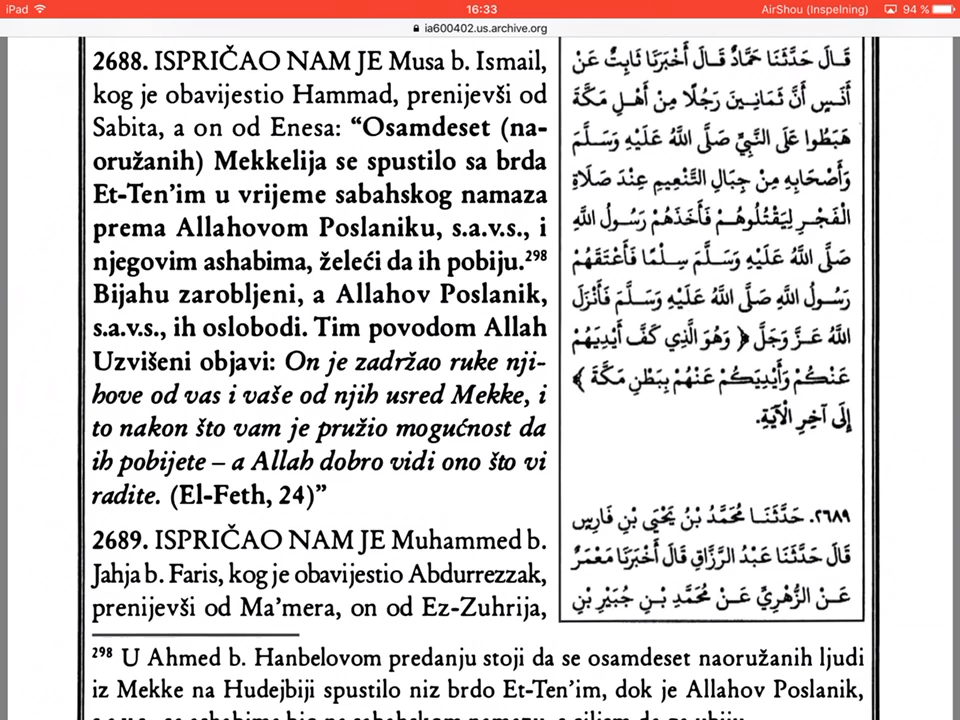 iPad 16:33 AirShou (Inspelning) 94 %
ia600402.us.archive.org
2688. ISPRIČAO NAM JE Musa b. Ismail,
kog je obavijestio Hammad, prenijevši od
Sabita, a on od Enesa: “Osamdeset (na-
oružanih) Mekkelija se spustilo sa brda
Et-Ten’im u vrijeme sabahskog namaza
prema Allahovom Poslaniku, s.a.v.s., i
njegovim ashabima, želeći da ih pobiju.²⁹⁸
Bijahu zarobljeni, a Allahov Poslanik,
s.a.v.s., ih oslobodi. Tim povodom Allah
Uzvišeni objavi: On je zadržao ruke nji-
hove od vas i vaše od njih usred Mekke, i
to nakon što vam je pružio mogućnost da
ih pobijete – a Allah dobro vidi ono što vi
radite. (El-Feth, 24)”
2689. ISPRIČAO NAM JE Muhammed b.
Jahja b. Faris, kog je obavijestio Abdurrezzak,
prenijevši od Ma’mera, on od Ez-Zuhrija,
قَالَ حَدَّثَنَا حَمَّادٌ قَالَ أَخْبَرَنَا ثَابِتٌ عَنْ
أَنَسٍ أَنَّ ثَمَانِينَ رَجُلًا مِنْ أَهْلِ مَكَّةَ
هَبَطُوا عَلَى النَّبِيِّ صَلَّى اللَّهُ عَلَيْهِ وَسَلَّمَ
وَأَصْحَابِهِ مِنْ جِبَالِ التَّنْعِيمِ عِنْدَ صَلَاةِ
الْفَجْرِ لِيَقْتُلُوهُمْ فَأَخَذَهُمْ رَسُولُ اللَّهِ
صَلَّى اللَّهُ عَلَيْهِ وَسَلَّمَ سِلْمًا فَأَعْتَقَهُمْ
رَسُولُ اللَّهِ صَلَّى اللَّهُ عَلَيْهِ وَسَلَّمَ فَأَنْزَلَ
اللَّهُ عَزَّ وَجَلَّ ﴿ وَهُوَ الَّذِي كَفَّ أَيْدِيَهُمْ
عَنْكُمْ وَأَيْدِيَكُمْ عَنْهُمْ بِبَطْنِ مَكَّةَ ﴾
إِلَى آخِرِ الْآيَةِ.
٢٦٨٩. حَدَّثَنَا مُحَمَّدُ بْنُ يَحْيَى بْنِ فَارِسٍ
قَالَ حَدَّثَنَا عَبْدُ الرَّزَّاقِ قَالَ أَخْبَرَنَا مَعْمَرٌ
عَنْ الزُّهْرِيِّ عَنْ مُحَمَّدِ بْنِ جُبَيْرِ بْنِ
²⁹⁸ U Ahmed b. Hanbelovom predanju stoji da se osamdeset naoružanih ljudi
iz Mekke na Hudejbiji spustilo niz brdo Et-Ten’im, dok je Allahov Poslanik,